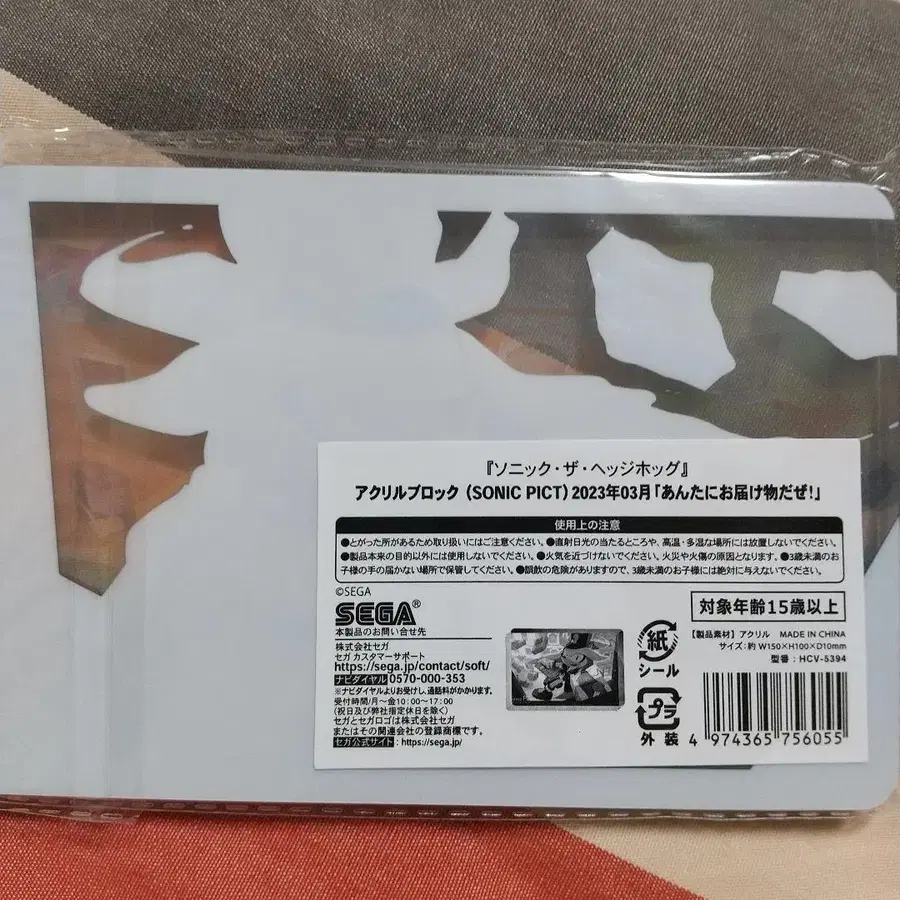 『ソニック・ザ・ヘッジホッグ』
アクリルブロック (SONIC PICT) 2023年03月「あんたにお届け物だぜ!」
使用上の注意
●とがった所があるため取り扱いにはご注意ください。●直射日光の当たるところや、高温・多湿な場所には放置しないでください。
●製品本来の目的以外には使用しないでください。●火気を近づけないでください。火災や火傷の原因となります。●3歳未満のお
子様の手の届かない場所で保管してください。●誤飲の危険がありますので、3歳未満のお子様には絶対に与えないでください。
©SEGA
SEGA®
本製品のお問い合せ先
株式会社セガ
セガ カスタマーサポート
https://sega.jp/contact/soft/
ナビダイヤル 0570-000-353
※ナビダイヤルよりお受けし、通話料がかかります。
受付時間/月〜金10:00〜17:00
(祝日及び弊社指定休日を除く)
セガとセガロゴは株式会社セガ
またはその関連会社の登録商標です。
セガ公式サイト:https://sega.jp/
対象年齢15歳以上
紙
シール
【製品素材】アクリル MADE IN CHINA
サイズ:約 W150×H100×D10mm
型番:HCV-5394
プラ
外装
4 974365 756055